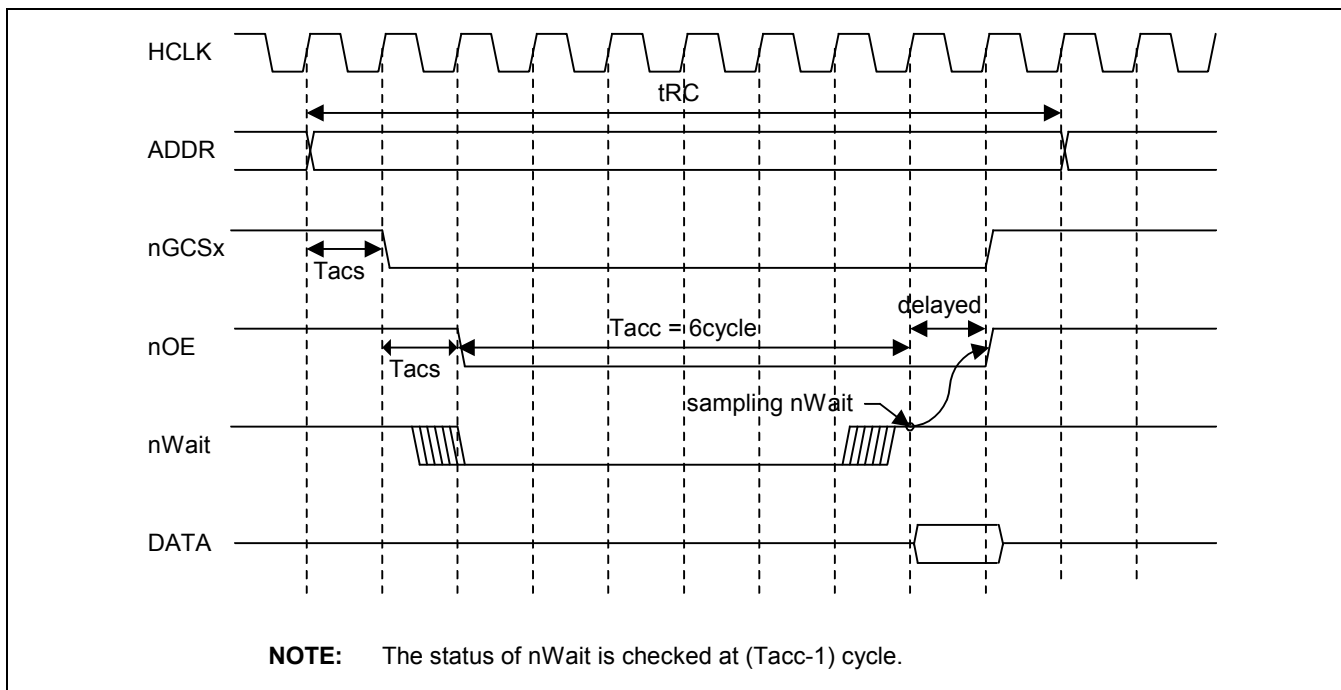 HCLK
tRC
ADDR
nGCSx
Tacs
delayed
nOE
Tacc = 6cycle
Tacs
sampling nWait
nWait
DATA
NOTE: The status of nWait is checked at (Tacc-1) cycle.